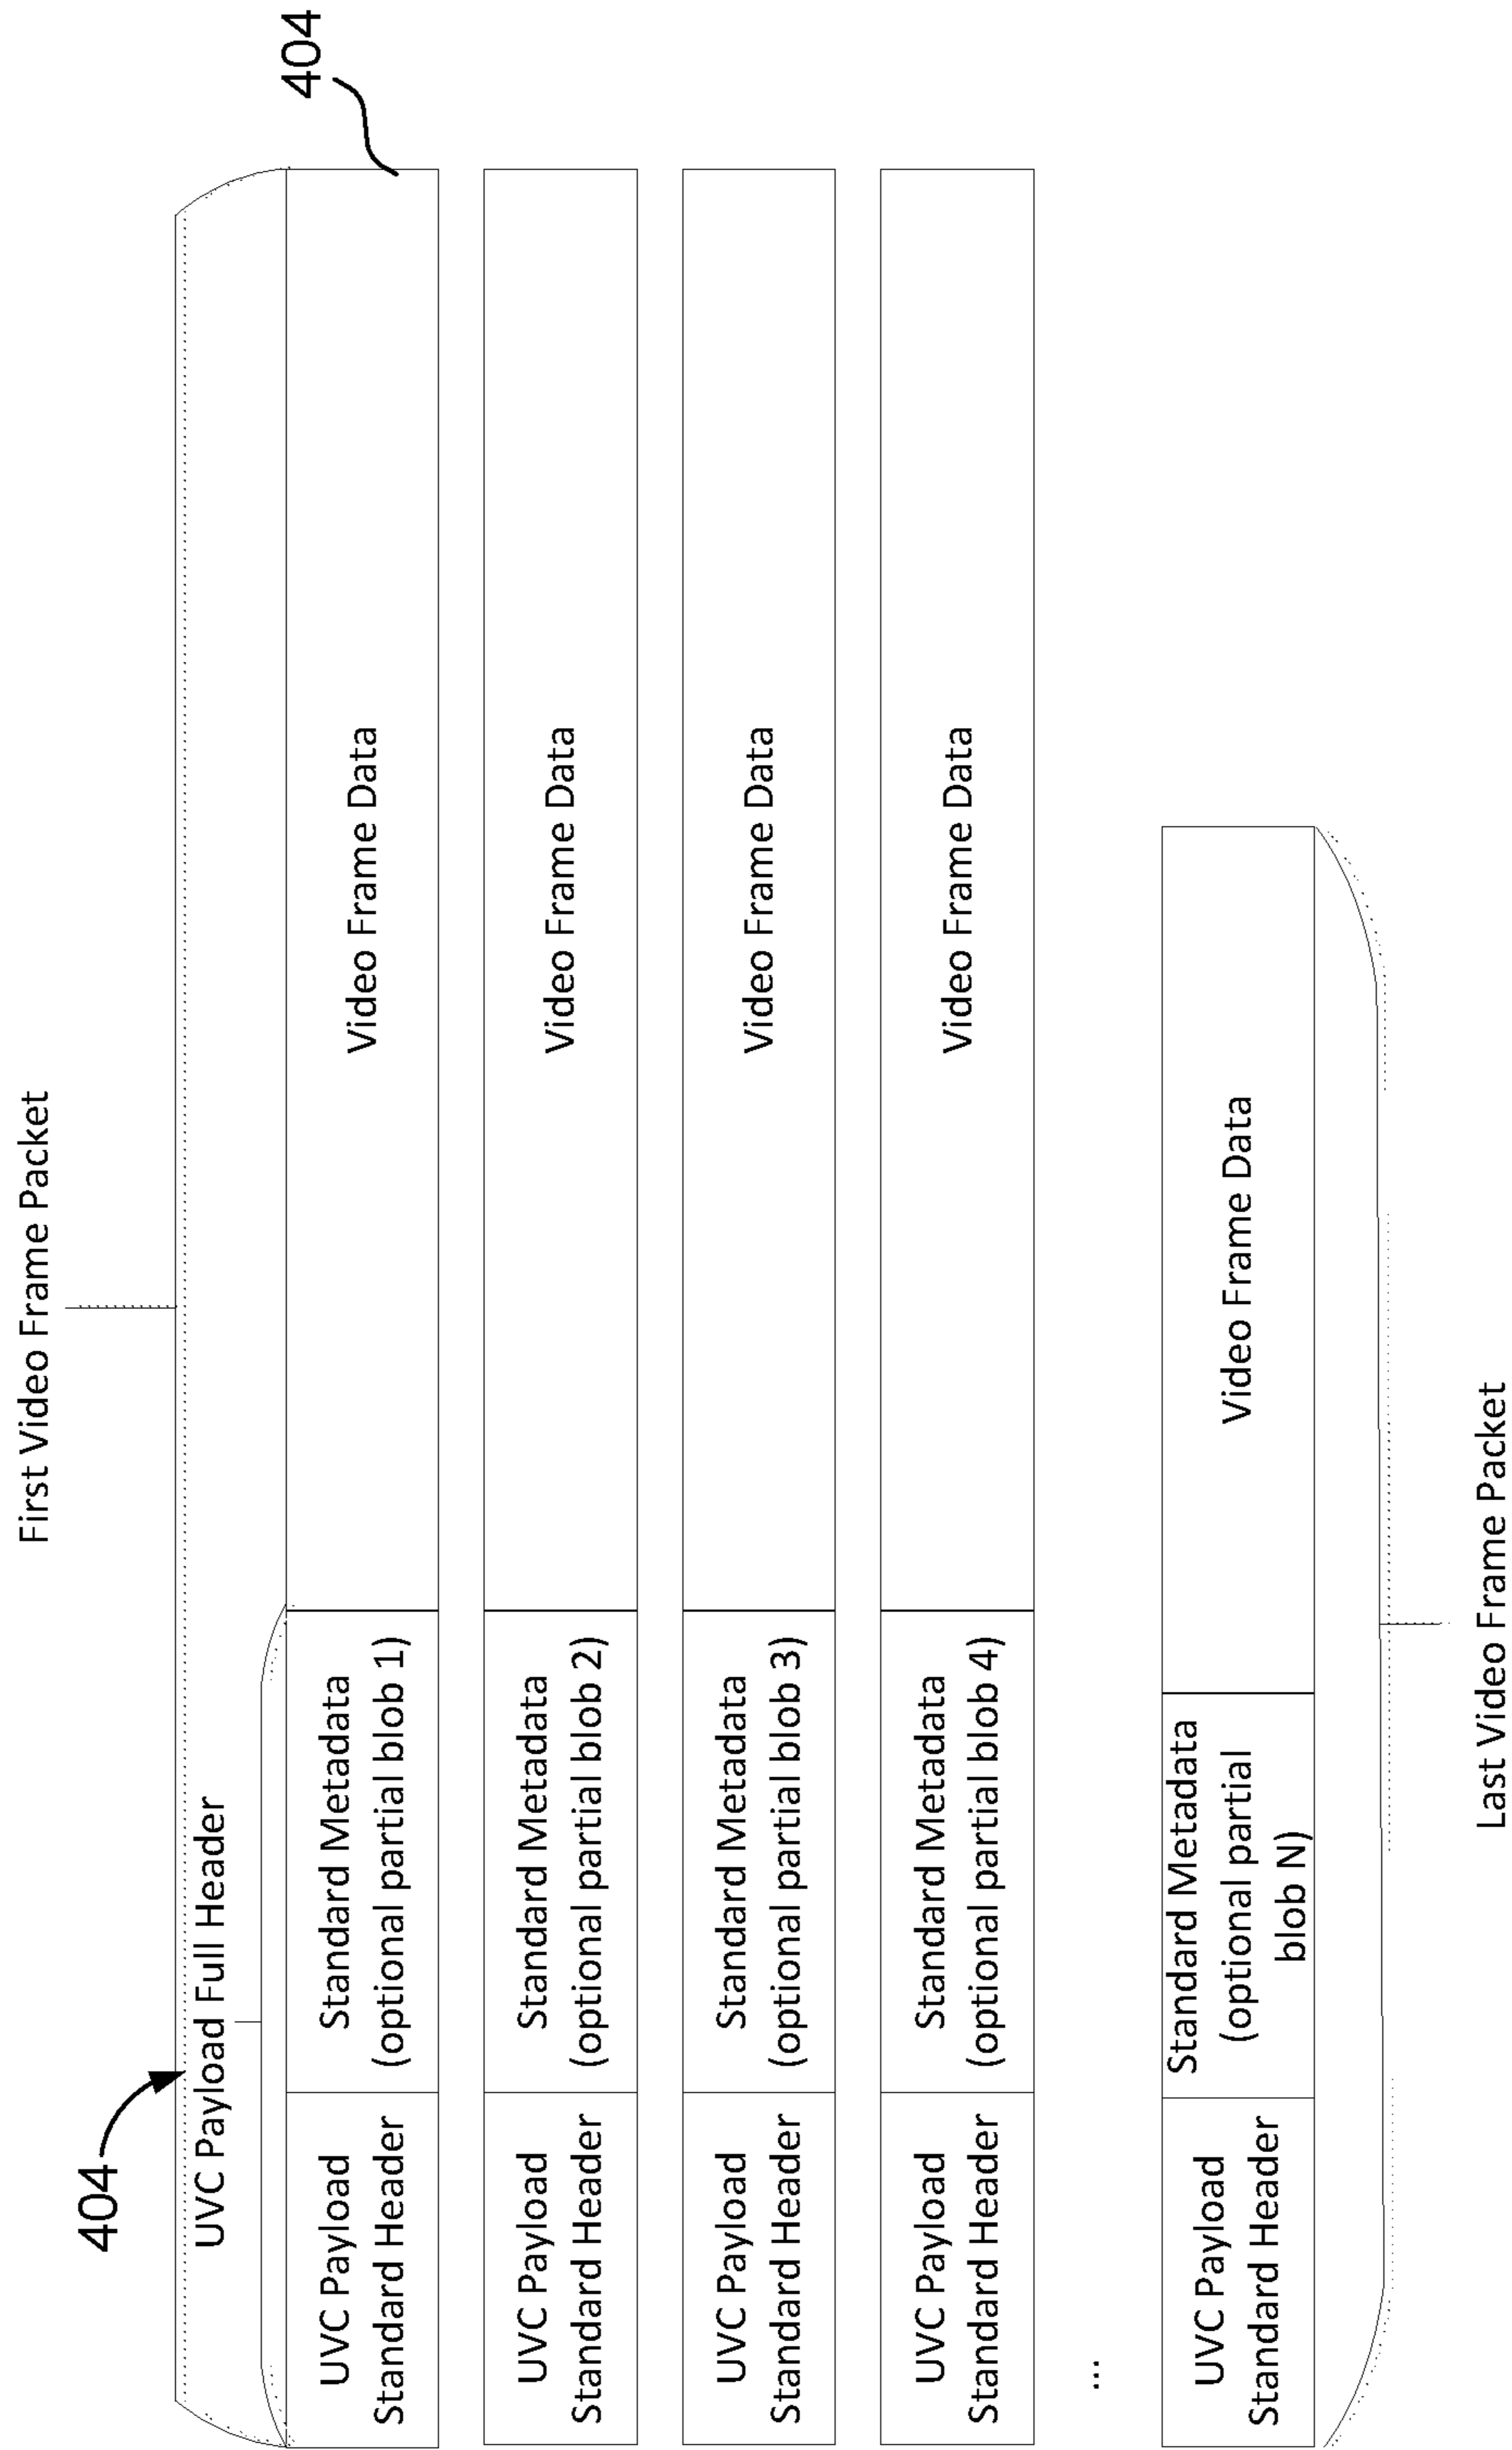 First Video Frame Packet
404
UVC Payload Full Header
404
UVC Payload
Standard Header
Standard Metadata
(optional partial blob 1)
Video Frame Data
UVC Payload
Standard Header
Standard Metadata
(optional partial blob 2)
Video Frame Data
UVC Payload
Standard Header
Standard Metadata
(optional partial blob 3)
Video Frame Data
UVC Payload
Standard Header
Standard Metadata
(optional partial blob 4)
Video Frame Data
...
UVC Payload
Standard Header
Standard Metadata
(optional partial
blob N)
Video Frame Data
Last Video Frame Packet